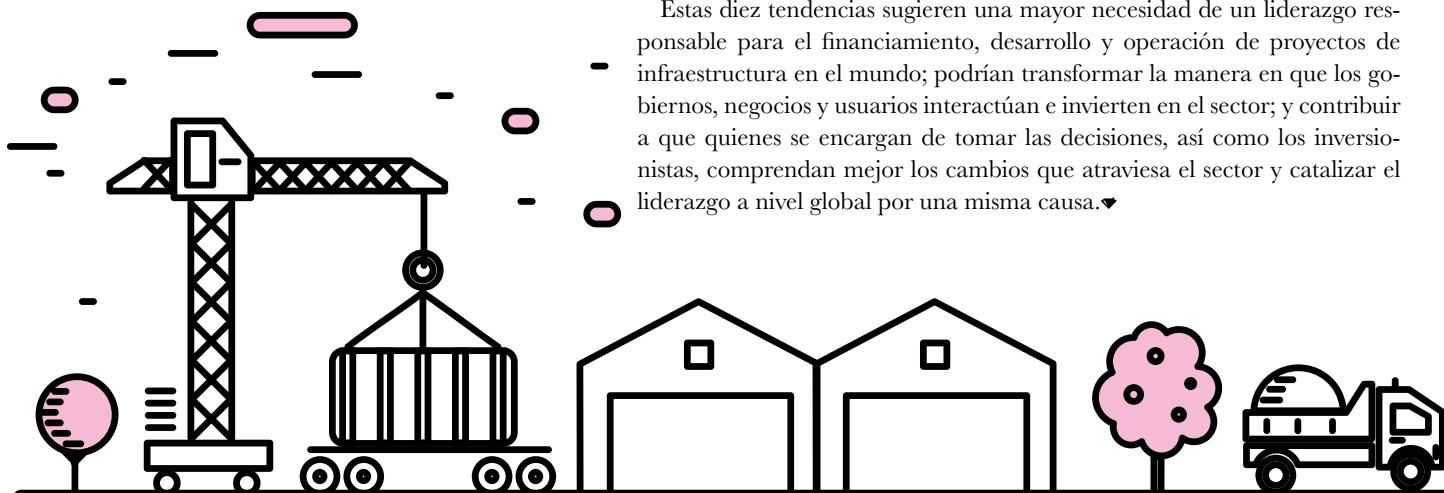 Estas diez tendencias sugieren una mayor necesidad de un liderazgo res-
ponsable para el financiamiento, desarrollo y operación de proyectos de
infraestructura en el mundo; podrían transformar la manera en que los go-
biernos, negocios y usuarios interactúan e invierten en el sector; y contribuir
a que quienes se encargan de tomar las decisiones, así como los inversio-
nistas, comprendan mejor los cambios que atraviesa el sector y catalizar el
liderazgo a nivel global por una misma causa.